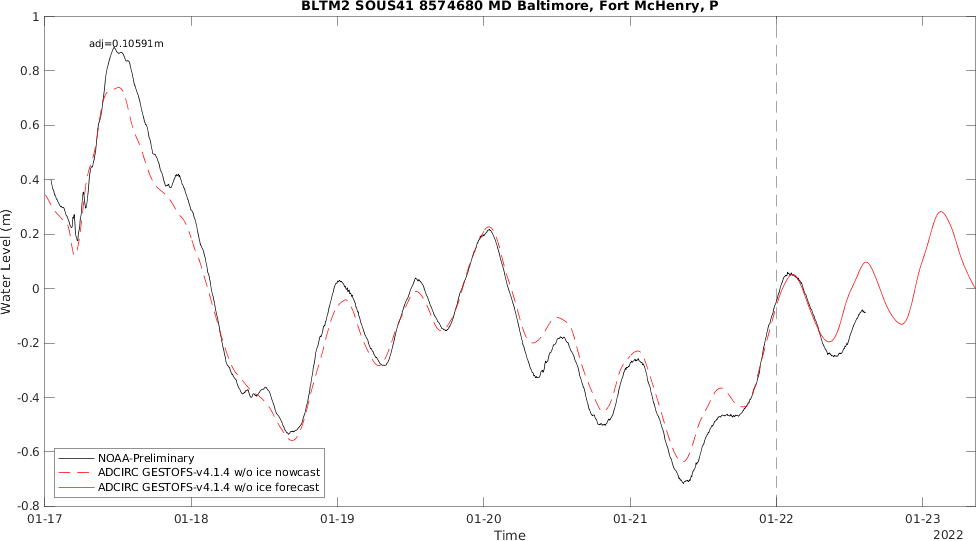 BLTM2 SOUS41 8574680 MD Baltimore, Fort McHenry, P
adj=0.10591m
1
0.8
0.6
0.4
0.2
0
-0.2
-0.4
-0.6
-0.8
Water Level (m)
NOAA-Preliminary
ADCIRC GESTOFS-v4.1.4 w/o ice nowcast
ADCIRC GESTOFS-v4.1.4 w/o ice forecast
01-17 01-18 01-19 01-20 01-21 01-22 01-23
Time
2022